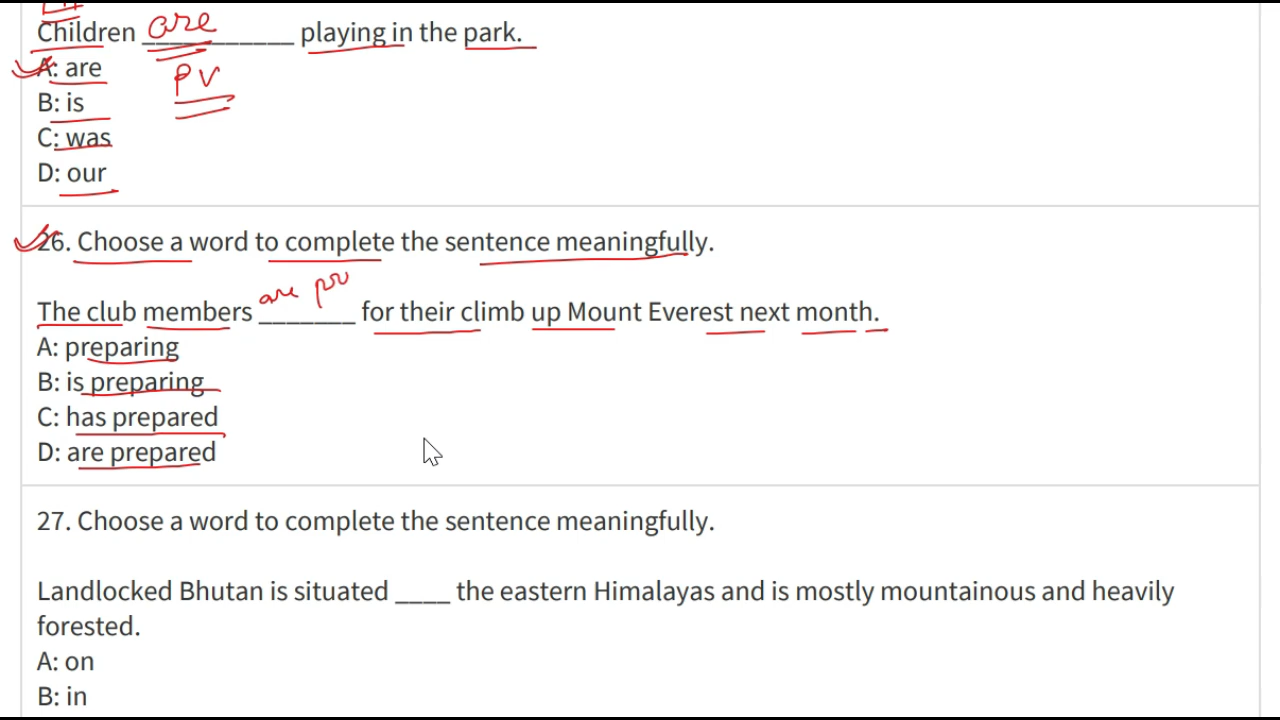 Children ___________ playing in the park.
are
A: are
PV
B: is
C: was
D: our
26. Choose a word to complete the sentence meaningfully.
are pr
The club members _______ for their climb up Mount Everest next month.
A: preparing
B: is preparing
C: has prepared
D: are prepared
27. Choose a word to complete the sentence meaningfully.
Landlocked Bhutan is situated ____ the eastern Himalayas and is mostly mountainous and heavily
forested.
A: on
B: in